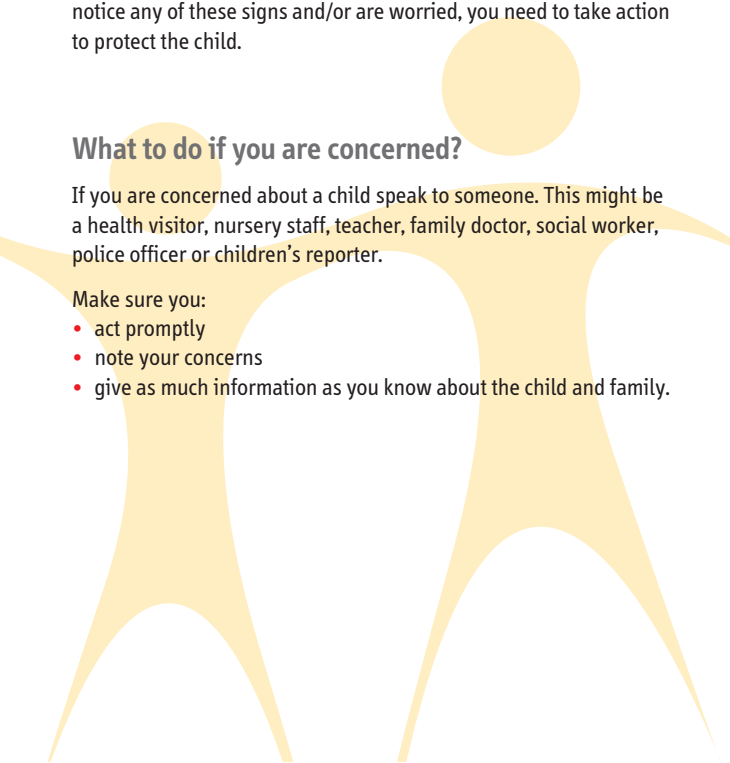 notice any of these signs and/or are worried, you need to take action
to protect the child.
What to do if you are concerned?
If you are concerned about a child speak to someone. This might be
a health visitor, nursery staff, teacher, family doctor, social worker,
police officer or children’s reporter.
Make sure you:
• act promptly
• note your concerns
• give as much information as you know about the child and family.